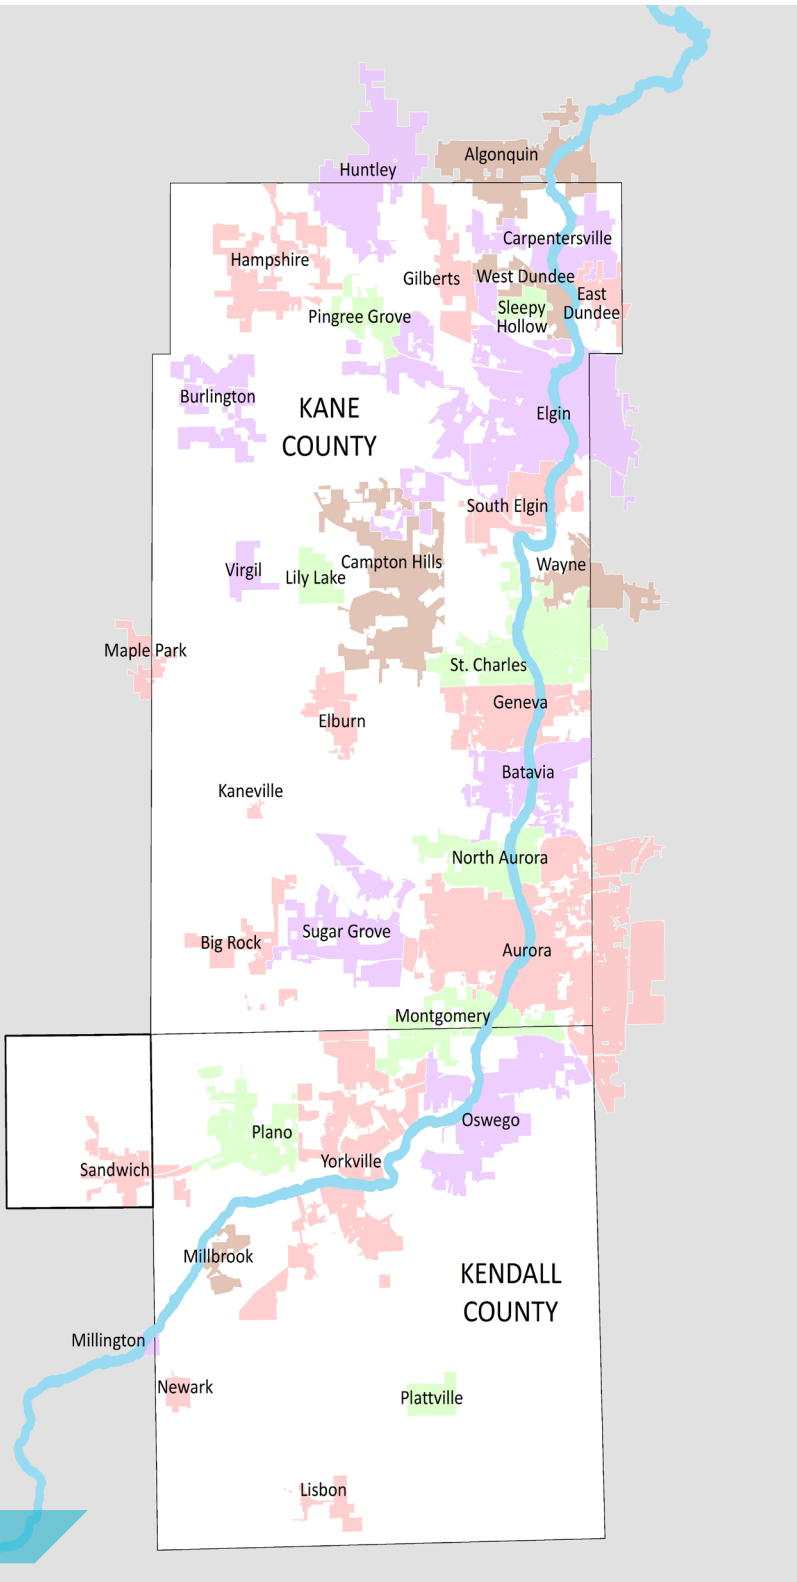 Algonquin
Huntley
Carpentersville
Hampshire
West Dundee
Gilberts
East
Dundee
Sleepy
Hollow
Pingree Grove
Burlington
KANE
COUNTY
Elgin
South Elgin
Campton Hills
Wayne
Virgil
Lily Lake
Maple Park
St. Charles
Geneva
Elburn
Batavia
Kaneville
North Aurora
Sugar Grove
Big Rock
Aurora
Montgomery
Oswego
Plano
Yorkville
Sandwich
Millbrook
KENDALL
COUNTY
Millington
Newark
Plattville
Lisbon